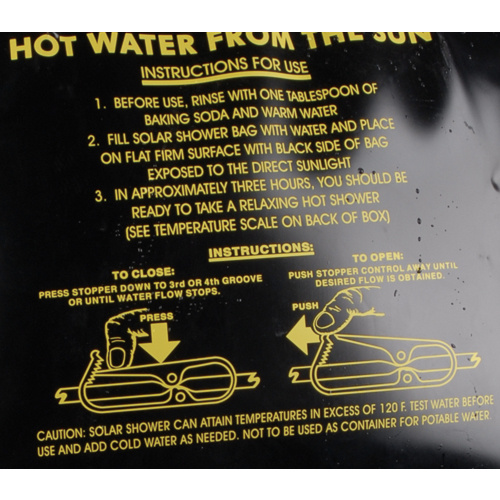 HOT WATER FROM THE SUN
INSTRUCTIONS FOR USE
1. BEFORE USE, RINSE WITH ONE TABLESPOON OF
BAKING SODA AND WARM WATER
2. FILL SOLAR SHOWER BAG WITH WATER AND PLACE
ON FLAT FIRM SURFACE WITH BLACK SIDE OF BAG
EXPOSED TO THE DIRECT SUNLIGHT
3. IN APPROXIMATELY THREE HOURS, YOU SHOULD BE
READY TO TAKE A RELAXING HOT SHOWER
(SEE TEMPERATURE SCALE ON BACK OF BOX)
INSTRUCTIONS:
TO CLOSE:
PRESS STOPPER DOWN TO 3rd OR 4th GROOVE
OR UNTIL WATER FLOW STOPS.
PRESS
TO OPEN:
PUSH STOPPER CONTROL AWAY UNTIL
DESIRED FLOW IS OBTAINED.
PUSH
CAUTION: SOLAR SHOWER CAN ATTAIN TEMPERATURES IN EXCESS OF 120 F. TEST WATER BEFORE
USE AND ADD COLD WATER AS NEEDED. NOT TO BE USED AS CONTAINER FOR POTABLE WATER.